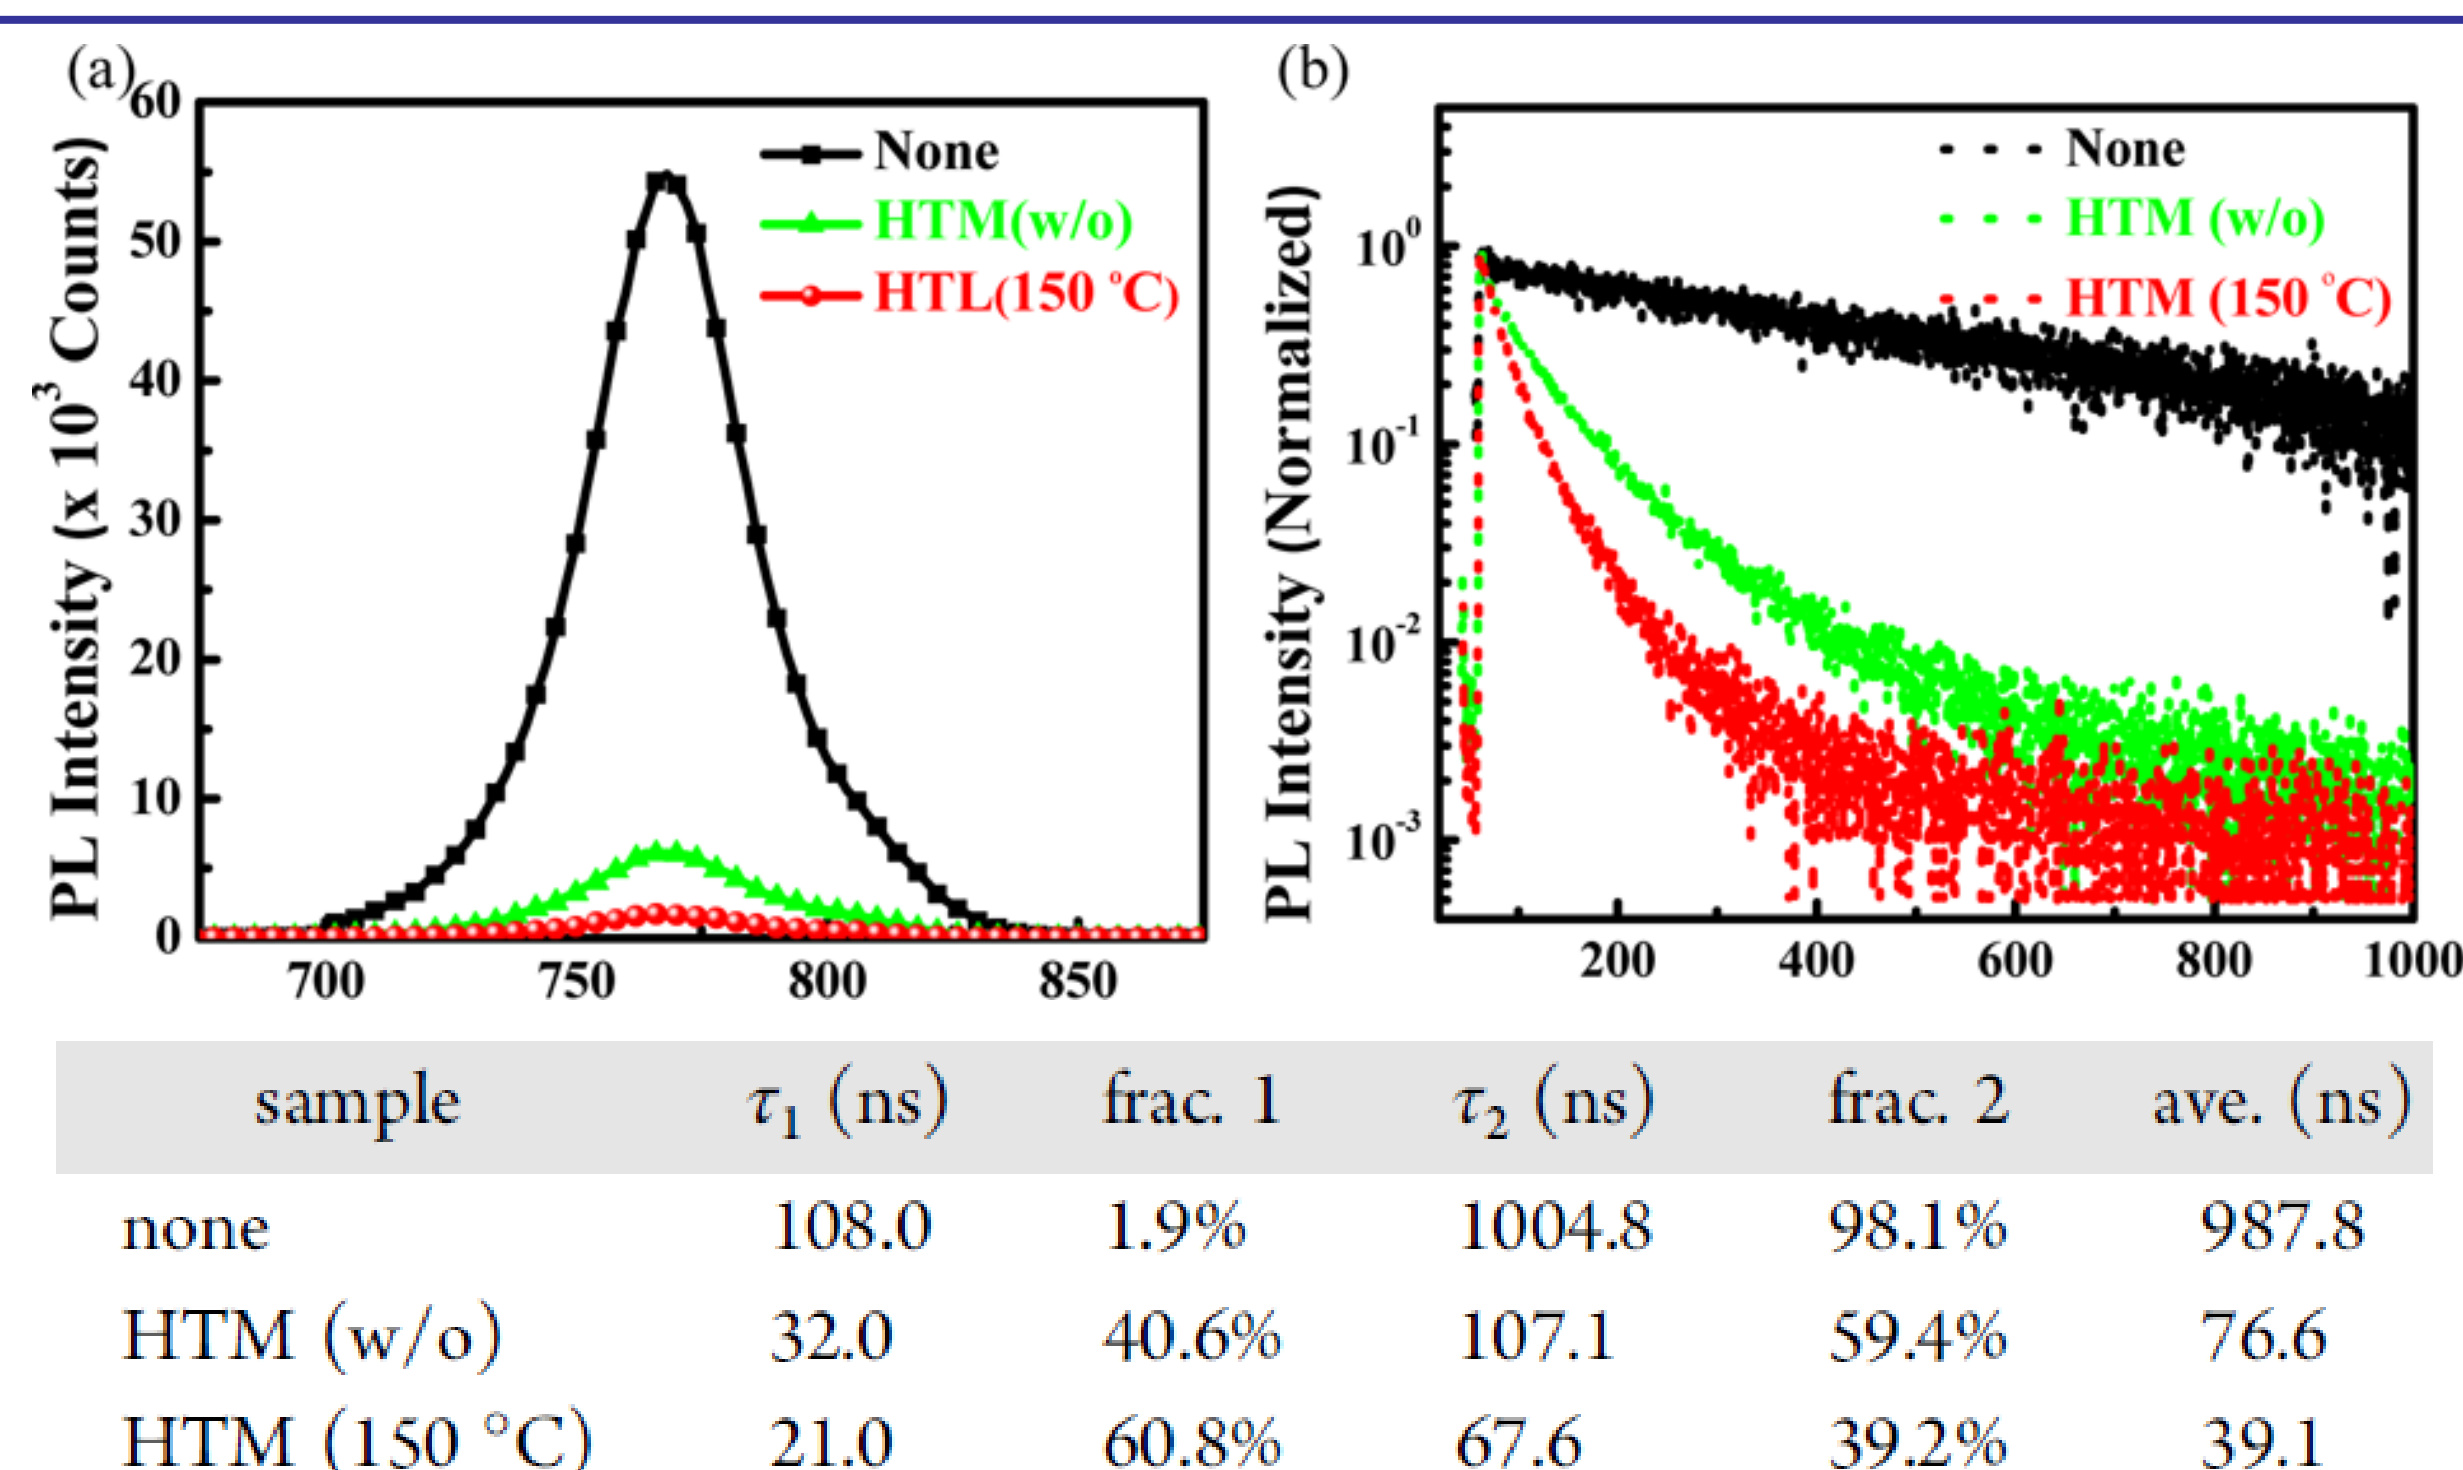 (a)
60
50
40
30
20
10
0
PL Intensity (x 10³ Counts)
None
HTM(w/o)
HTL(150 °C)
700 750 800 850
(b)
10⁰
10⁻¹
10⁻²
10⁻³
PL Intensity (Normalized)
None
HTM (w/o)
HTM (150 °C)
200 400 600 800 1000
sample τ₁ (ns) frac. 1 τ₂ (ns) frac. 2 ave. (ns)
none 108.0 1.9% 1004.8 98.1% 987.8
HTM (w/o) 32.0 40.6% 107.1 59.4% 76.6
HTM (150 °C) 21.0 60.8% 67.6 39.2% 39.1